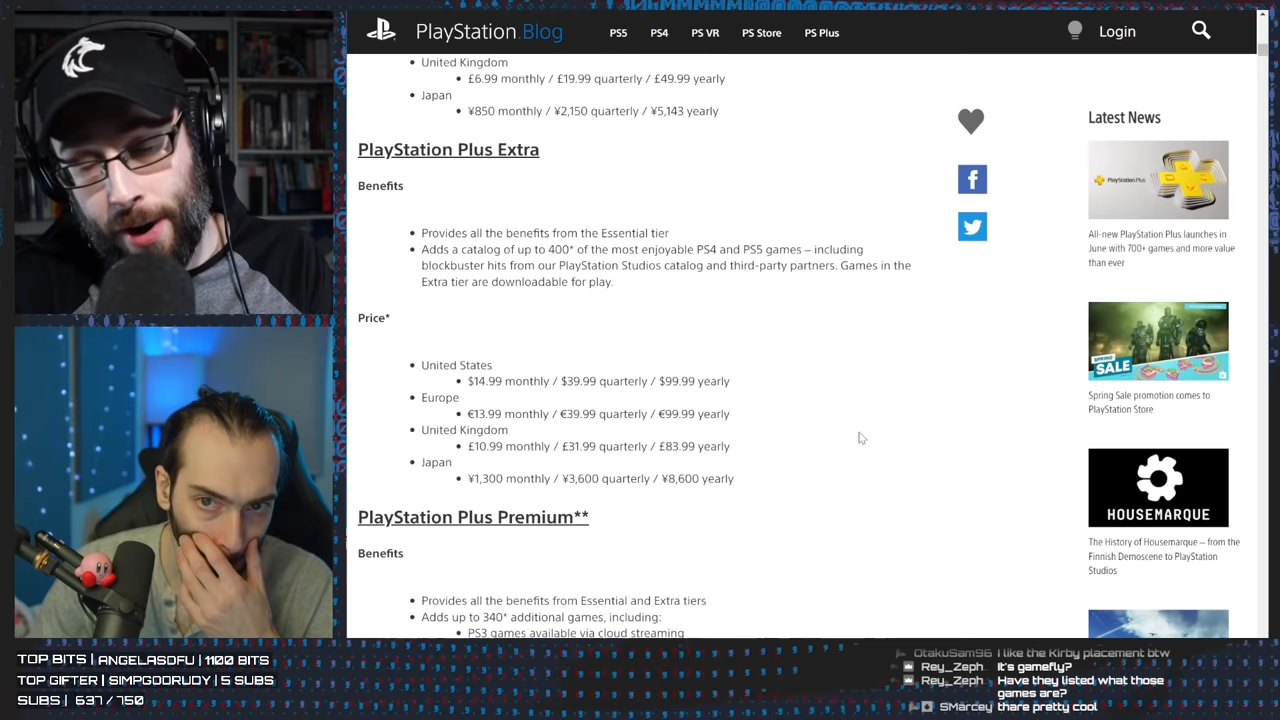 PlayStation.Blog
PS5
PS4
PS VR
PS Store
PS Plus
Login
United Kingdom
£6.99 monthly / £19.99 quarterly / £49.99 yearly
Japan
¥850 monthly / ¥2,150 quarterly / ¥5,143 yearly
PlayStation Plus Extra
Benefits
Provides all the benefits from the Essential tier
Adds a catalog of up to 400* of the most enjoyable PS4 and PS5 games – including
blockbuster hits from our PlayStation Studios catalog and third-party partners. Games in the
Extra tier are downloadable for play.
Price*
United States
$14.99 monthly / $39.99 quarterly / $99.99 yearly
Europe
€13.99 monthly / €39.99 quarterly / €99.99 yearly
United Kingdom
£10.99 monthly / £31.99 quarterly / £83.99 yearly
Japan
¥1,300 monthly / ¥3,600 quarterly / ¥8,600 yearly
PlayStation Plus Premium**
Benefits
Provides all the benefits from Essential and Extra tiers
Adds up to 340* additional games, including:
PS3 games available via cloud streaming
Latest News
PlayStation Plus
All-new PlayStation Plus launches in
June with 700+ games and more value
than ever
SPRING
SALE
Spring Sale promotion comes to
PlayStation Store
HOUSEMARQUE
The History of Housemarque – from the
Finnish Demoscene to PlayStation
Studios
TOP BITS | ANGELASDFU | 1100 BITS
TOP GIFTER | SIMPGODRUDY | 5 SUBS
SUBS | 637 / 750
OtakuSam96 I like the Kirby placement btw
Rey_Zeph It's gamefly?
Rey_Zeph Have they listed what those
games are?
SMarcey thare pretty cool